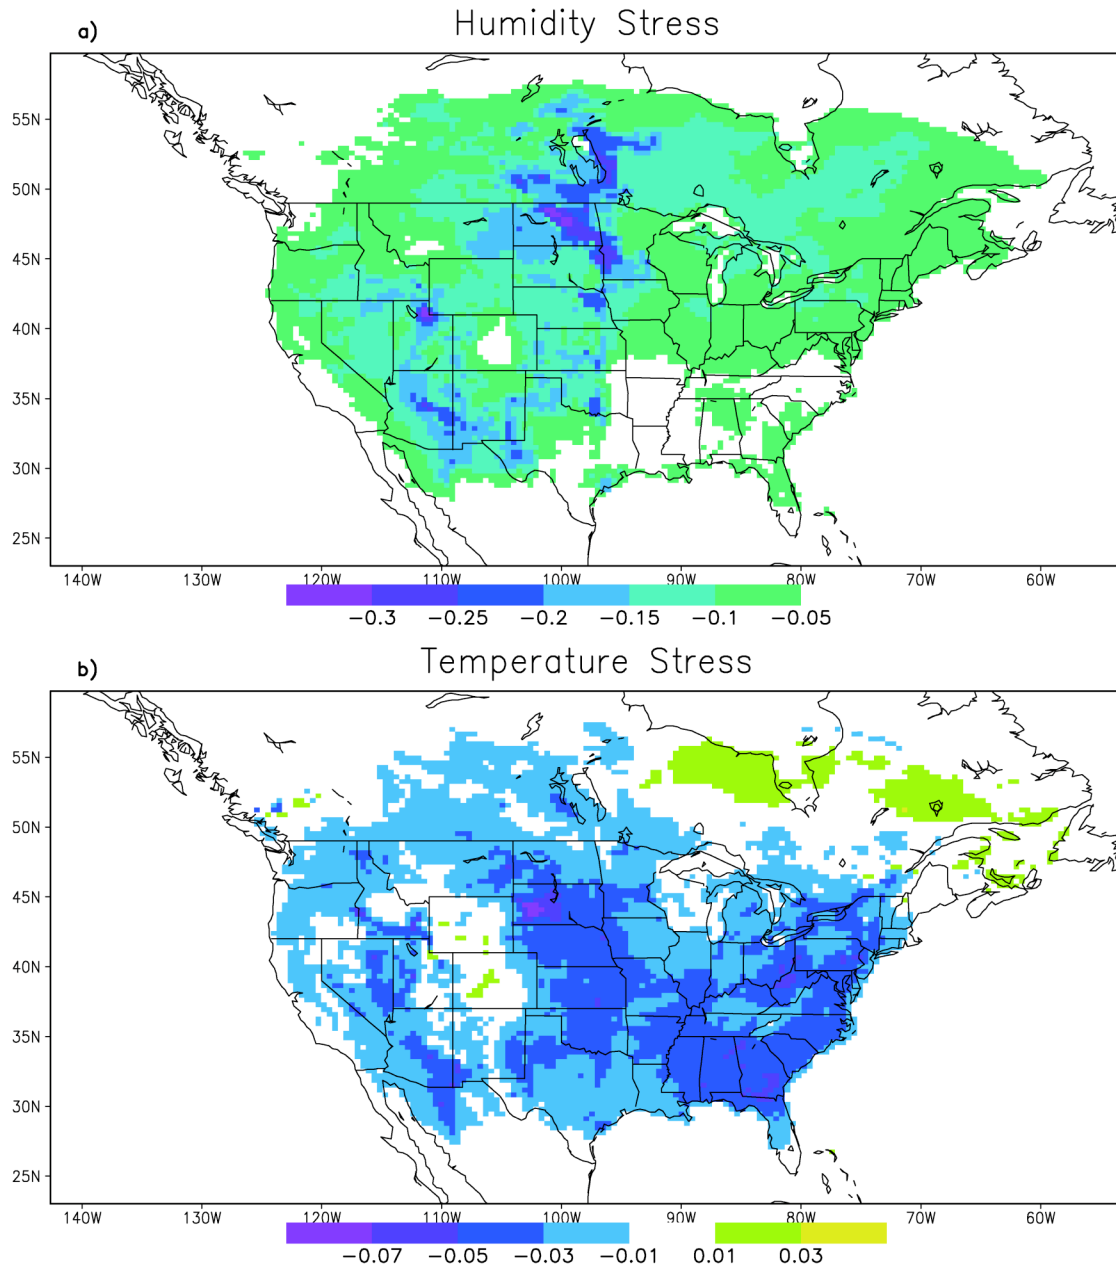 a)
Humidity Stress
55N
50N
45N
40N
35N
30N
25N
140W 130W 120W 110W 100W 90W 80W 70W 60W
−0.3 −0.25 −0.2 −0.15 −0.1 −0.05
b)
Temperature Stress
55N
50N
45N
40N
35N
30N
25N
140W 130W 120W 110W 100W 90W 80W 70W 60W
−0.07 −0.05 −0.03 −0.01 0.01 0.03